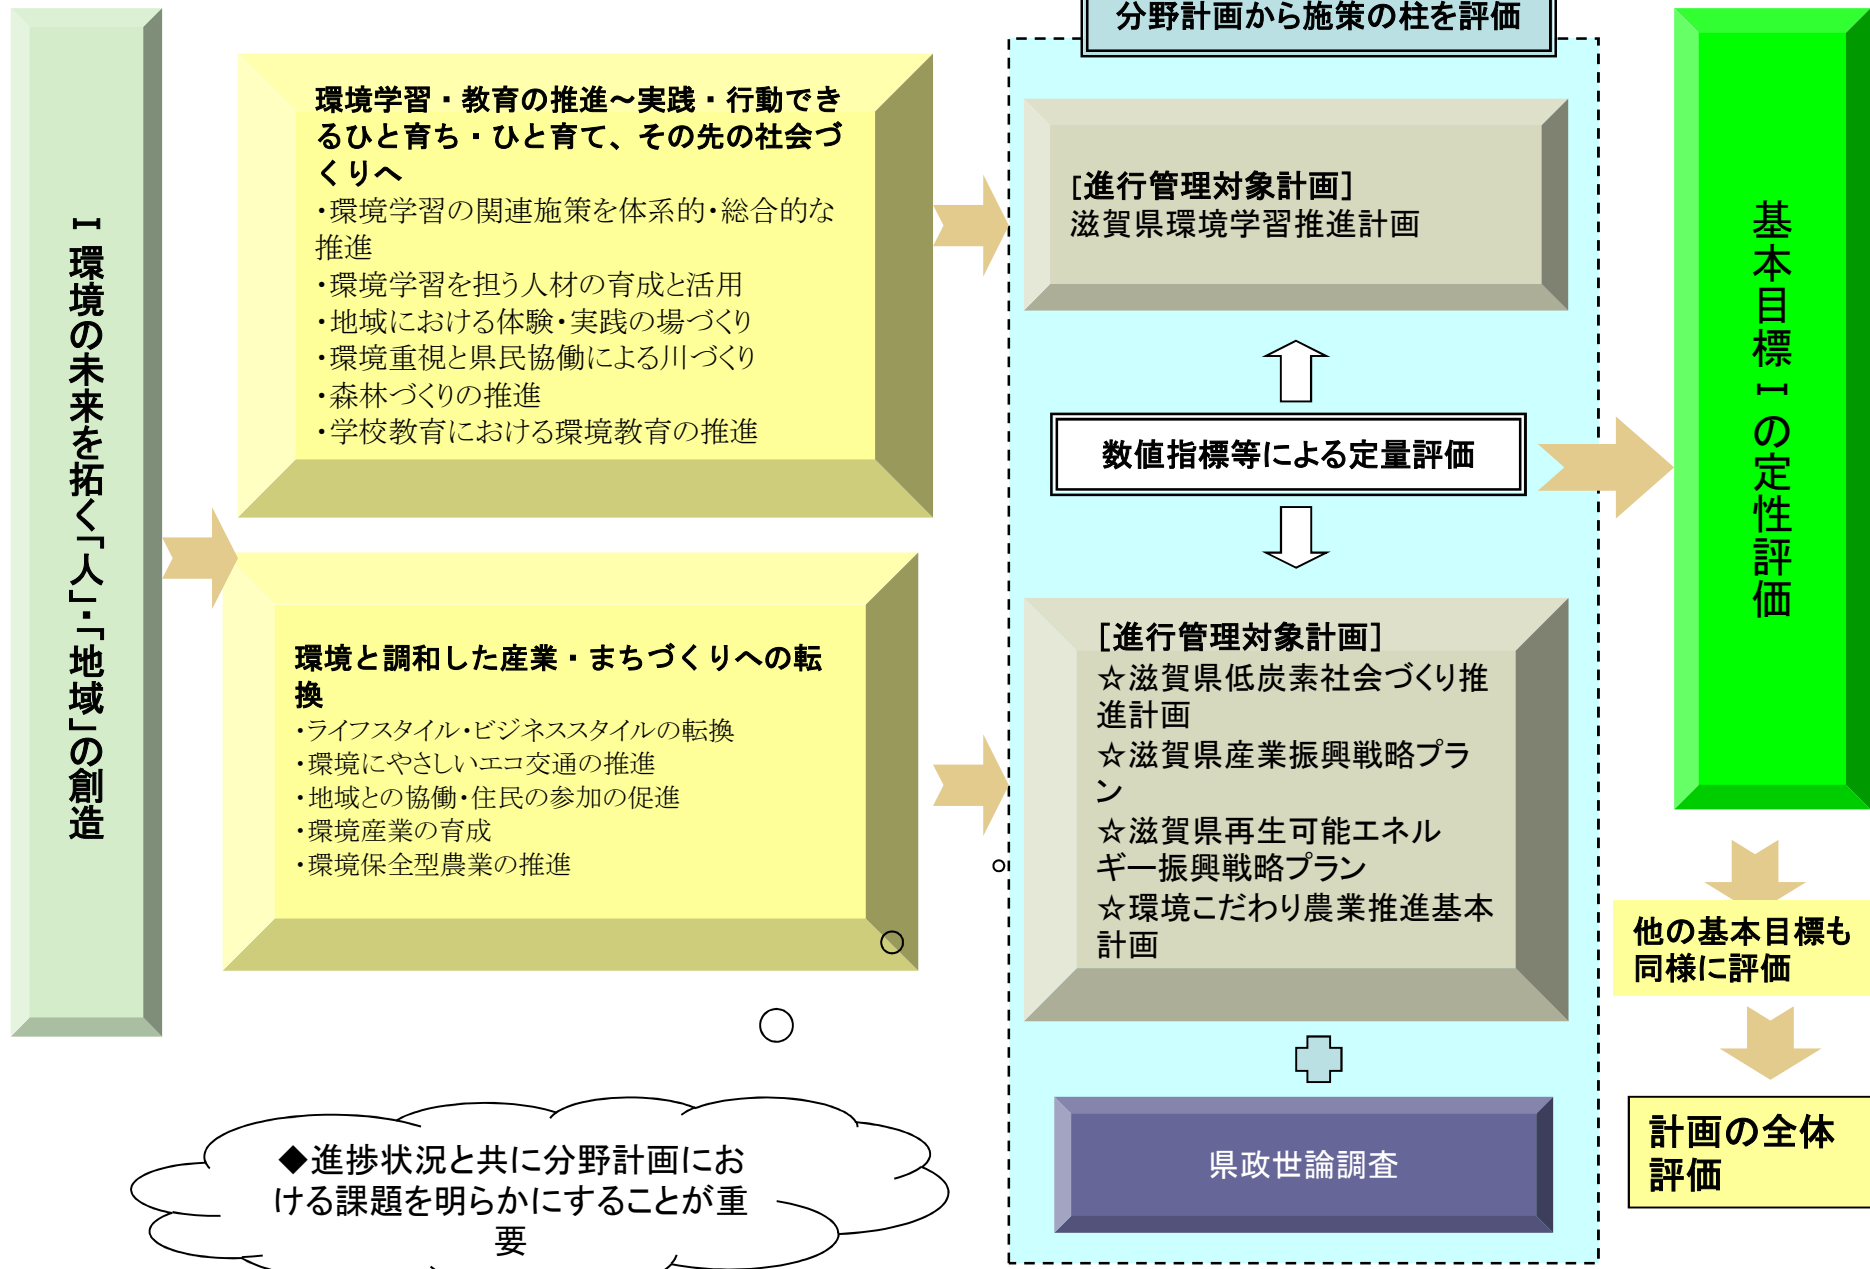 Ⅰ 環境の未来を拓く「人」・「地域」の創造
環境学習・教育の推進～実践・行動でき
るひと育ち・ひと育て、その先の社会づ
くりへ
・環境学習の関連施策を体系的・総合的な
推進
・環境学習を担う人材の育成と活用
・地域における体験・実践の場づくり
・環境重視と県民協働による川づくり
・森林づくりの推進
・学校教育における環境教育の推進
環境と調和した産業・まちづくりへの転
換
・ライフスタイル・ビジネススタイルの転換
・環境にやさしいエコ交通の推進
・地域との協働・住民の参加の促進
・環境産業の育成
・環境保全型農業の推進
◆進捗状況と共に分野計画にお
ける課題を明らかにすることが重
要
分野計画から施策の柱を評価
[進行管理対象計画]
滋賀県環境学習推進計画
数値指標等による定量評価
[進行管理対象計画]
☆滋賀県低炭素社会づくり推
進計画
☆滋賀県産業振興戦略プラ
ン
☆滋賀県再生可能エネル
ギー振興戦略プラン
☆環境こだわり農業推進基本
計画
県政世論調査
基本目標Ⅰの定性評価
他の基本目標も
同様に評価
計画の全体
評価